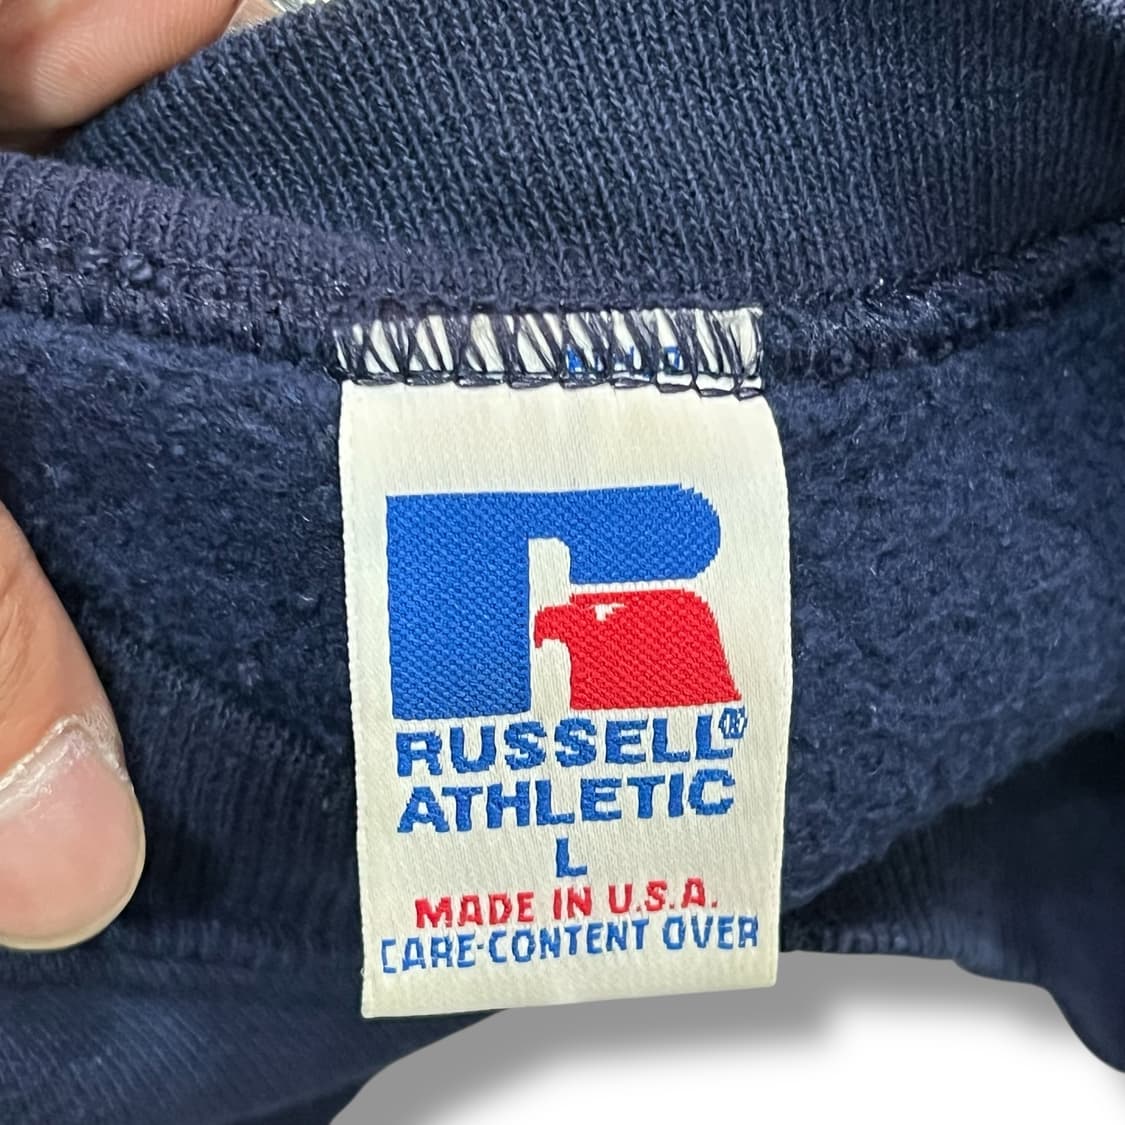 RUSSELL®
ATHLETIC
L
MADE IN U.S.A.
CARE-CONTENT OVER